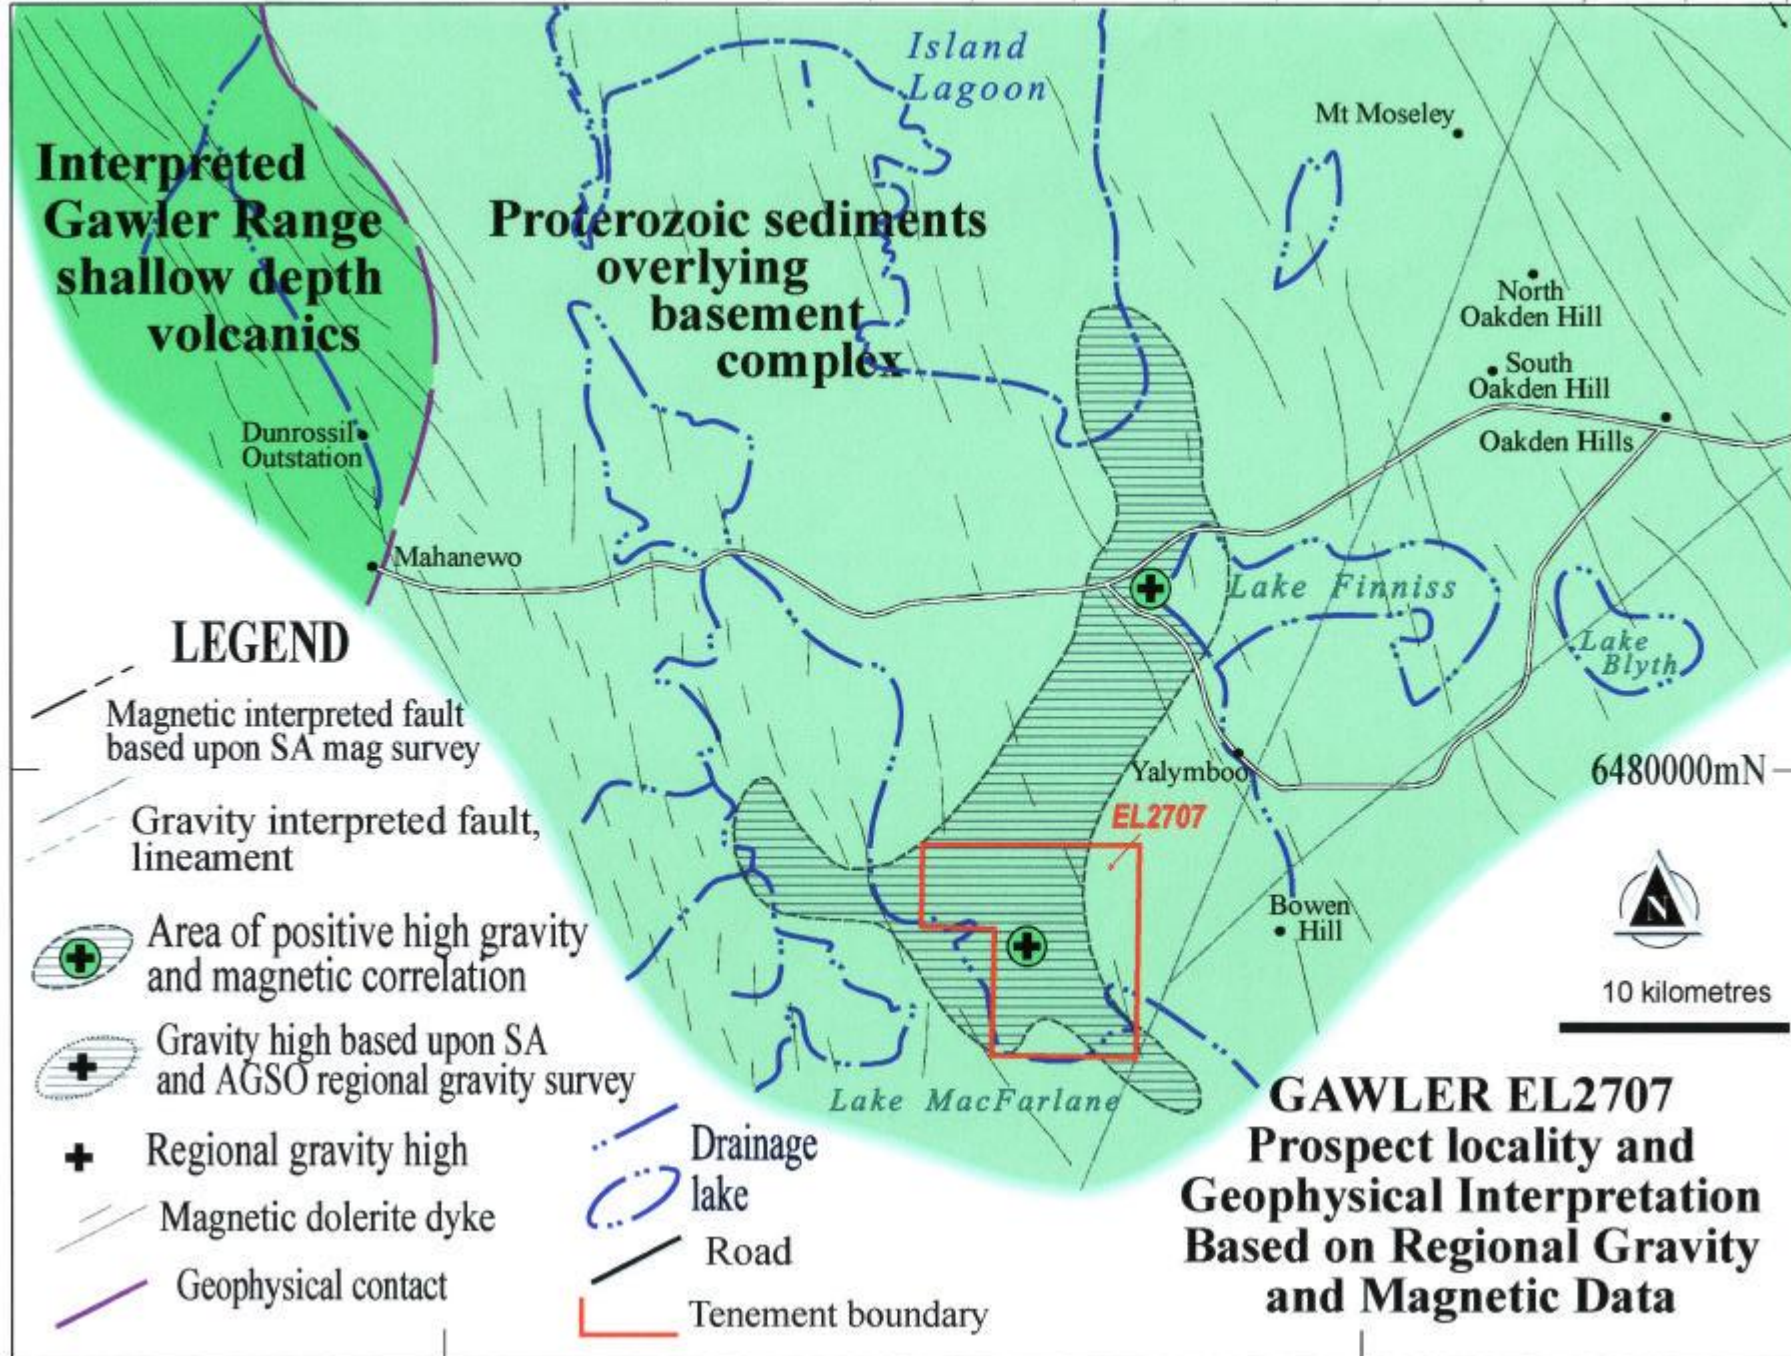 Island
Lagoon
Mt Moseley
Interpreted
Gawler Range
shallow depth
volcanics
Proterozoic sediments
overlying
basement
complex
North
Oakden Hill
South
Oakden Hill
Oakden Hills
Dunrossil
Outstation
Mahanewo
Lake Finniss
Lake
Blyth
Yalymboo
6480000mN
EL2707
Bowen
Hill
N
10 kilometres
Lake MacFarlane
LEGEND
Magnetic interpreted fault
based upon SA mag survey
Gravity interpreted fault,
lineament
Area of positive high gravity
and magnetic correlation
Gravity high based upon SA
and AGSO regional gravity survey
Regional gravity high
Magnetic dolerite dyke
Geophysical contact
Drainage
lake
Road
Tenement boundary
GAWLER EL2707
Prospect locality and
Geophysical Interpretation
Based on Regional Gravity
and Magnetic Data